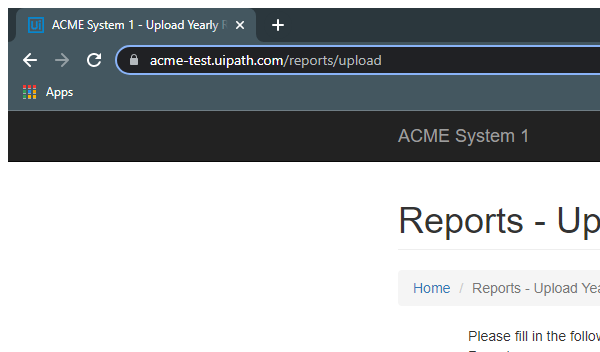 ACME System 1 - Upload Yearly R
acme-test.uipath.com/reports/upload
Apps
ACME System 1
Reports - Up
Home / Reports - Upload Yea
Please fill in the follo